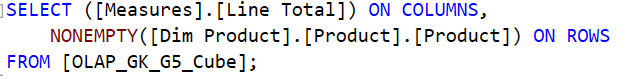 SELECT ([Measures].[Line Total]) ON COLUMNS,
    NONEMPTY([Dim Product].[Product].[Product]) ON ROWS
FROM [OLAP_GK_G5_Cube];